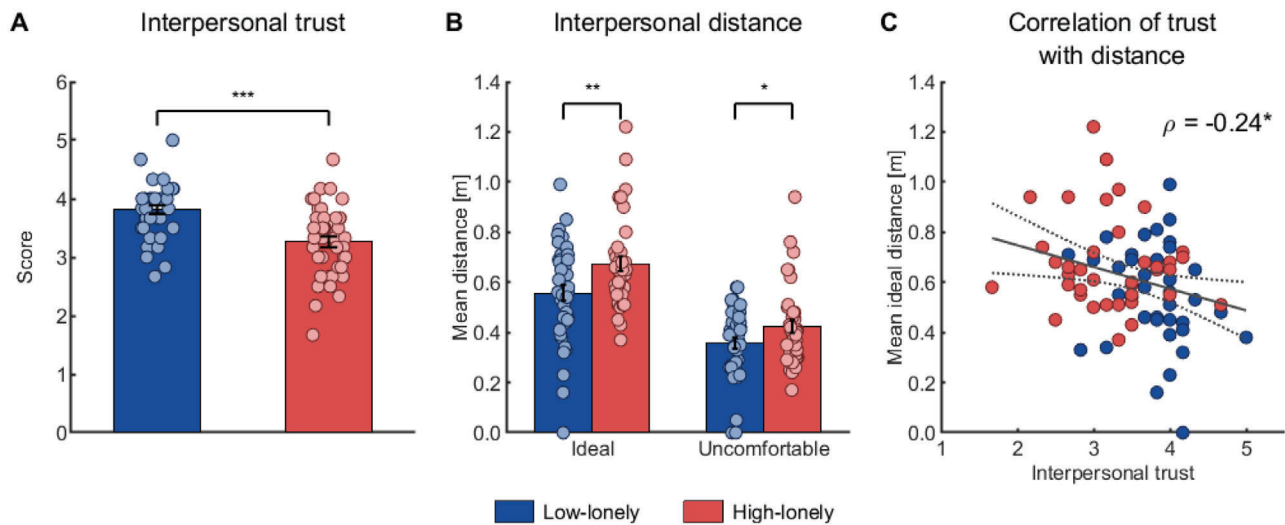 A
Interpersonal trust
***
Score
6
5
4
3
2
1
0
B
Interpersonal distance
**
*
Mean distance [m]
1.4
1.2
1.0
0.8
0.6
0.4
0.2
0.0
Ideal
Uncomfortable
C
Correlation of trust
with distance
ρ = -0.24*
Mean ideal distance [m]
1.4
1.2
1.0
0.8
0.6
0.4
0.2
0.0
1
2
3
4
5
Interpersonal trust
Low-lonely
High-lonely